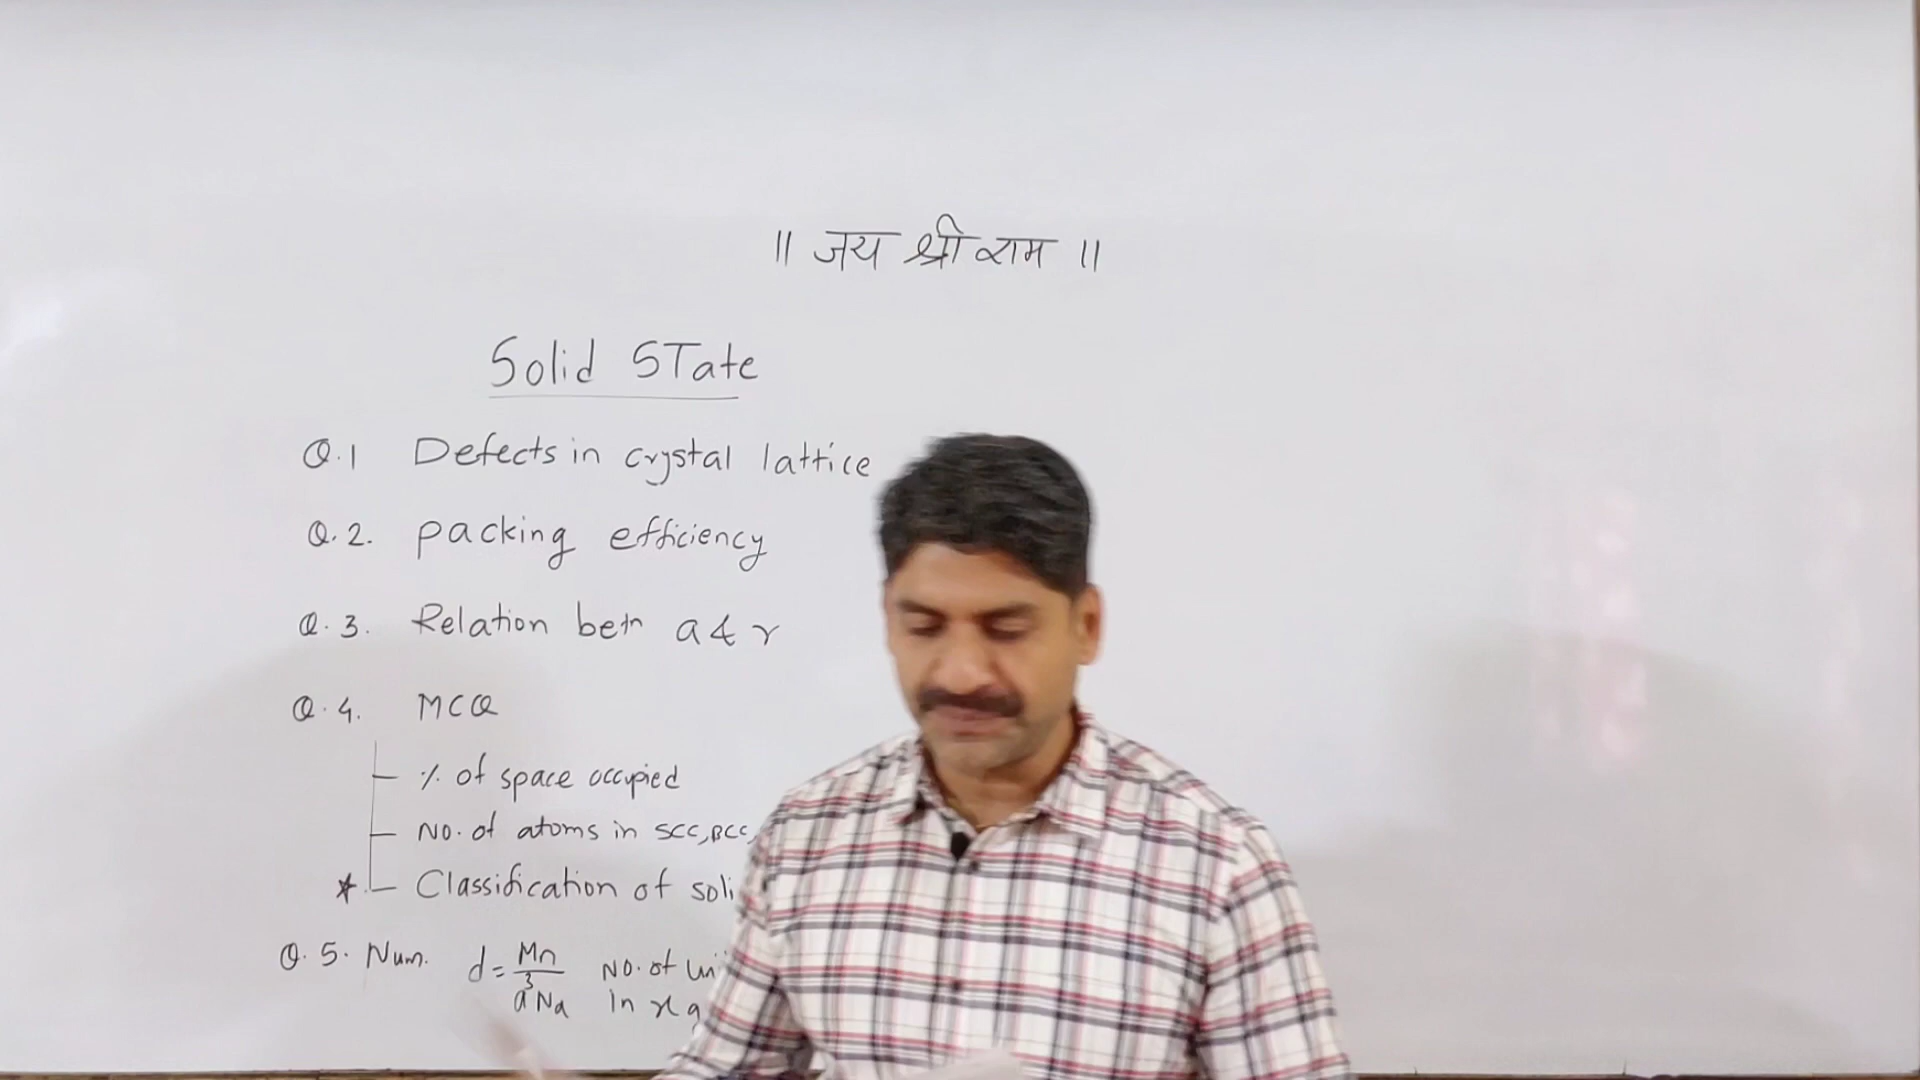 ॥ जय श्री राम ॥
Solid STate
Q.1 Defects in crystal lattice
Q.2. packing efficiency
Q.3. Relation betn a & r
Q.4. MCQ
% of space occupied
No. of atoms in SCC, BCC,
* Classification of soli
Q.5. Num. d = Mn / a³Na No. of uni
in x g